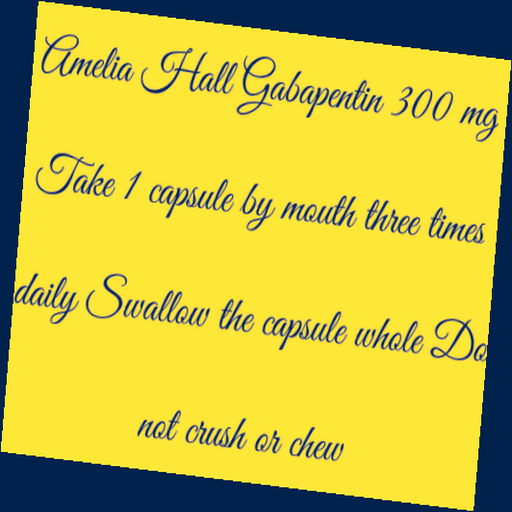 Amelia Hall Gabapentin 300 mg
Take 1 capsule by mouth three times
daily Swallow the capsule whole Do
not crush or chew